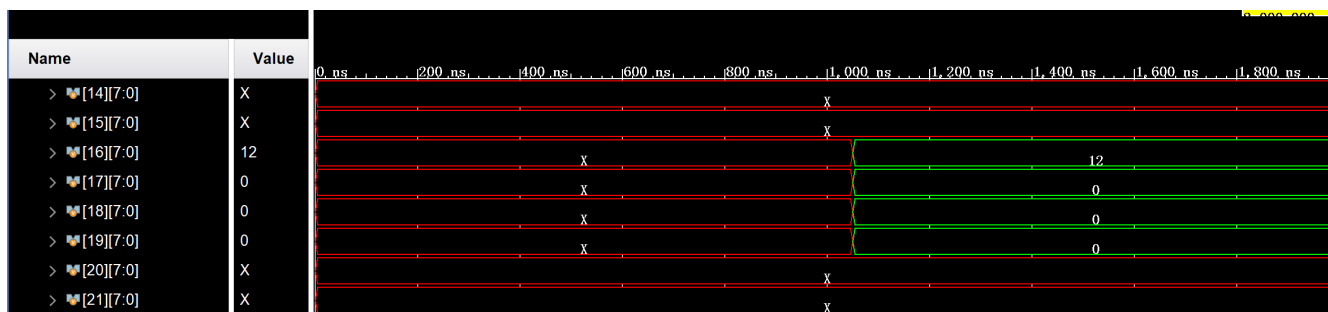 Name Value
0 ns 200 ns 400 ns 600 ns 800 ns 1,000 ns 1,200 ns 1,400 ns 1,600 ns 1,800 ns
[14][7:0] X X
[15][7:0] X X
[16][7:0] 12 X 12
[17][7:0] 0 X 0
[18][7:0] 0 X 0
[19][7:0] 0 X 0
[20][7:0] X X
[21][7:0] X X